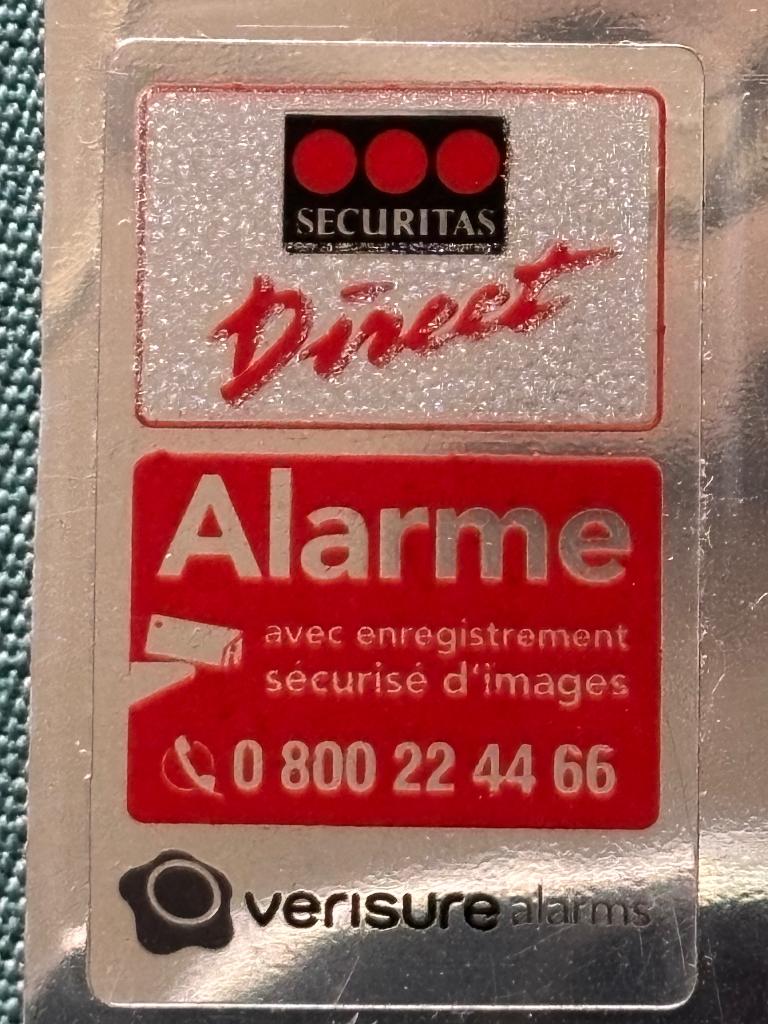 SECURITAS
Direct
Alarme
avec enregistrement
sécurisé d'images
0 800 22 44 66
verisure alarms